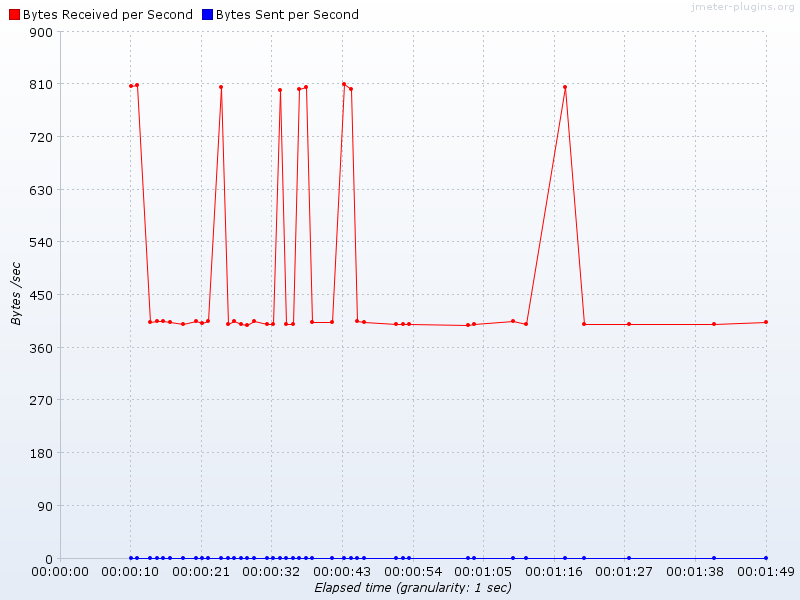 jmeter-plugins.org
Bytes Received per Second Bytes Sent per Second
900
810
720
630
540
450
360
270
180
90
0
Bytes /sec
00:00:00 00:00:10 00:00:21 00:00:32 00:00:43 00:00:54 00:01:05 00:01:16 00:01:27 00:01:38 00:01:49
Elapsed time (granularity: 1 sec)